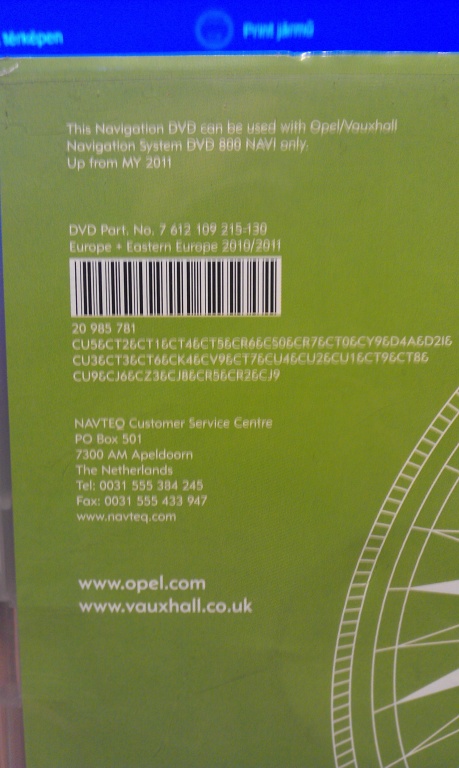 térképen
Print jármű
This Navigation DVD can be used with Opel/Vauxhall
Navigation System DVD 800 NAVI only.
Up from MY 2011
DVD Part. No. 7 612 109 215-130
Europe + Eastern Europe 2010/2011
20 985 781
CU5&CT2&CT1&CT4&CT5&CR6&CS0&CR7&CT0&CY9&D4A&D2I&
CU3&CT3&CT6&CK4&CV9&CT7&CU4&CU2&CU1&CT9&CT8&
CU9&CJ6&CZ3&CJ8&CR5&CR2&CJ9
NAVTEQ Customer Service Centre
PO Box 501
7300 AM Apeldoorn
The Netherlands
Tel: 0031 555 384 245
Fax: 0031 555 433 947
www.navteq.com
www.opel.com
www.vauxhall.co.uk